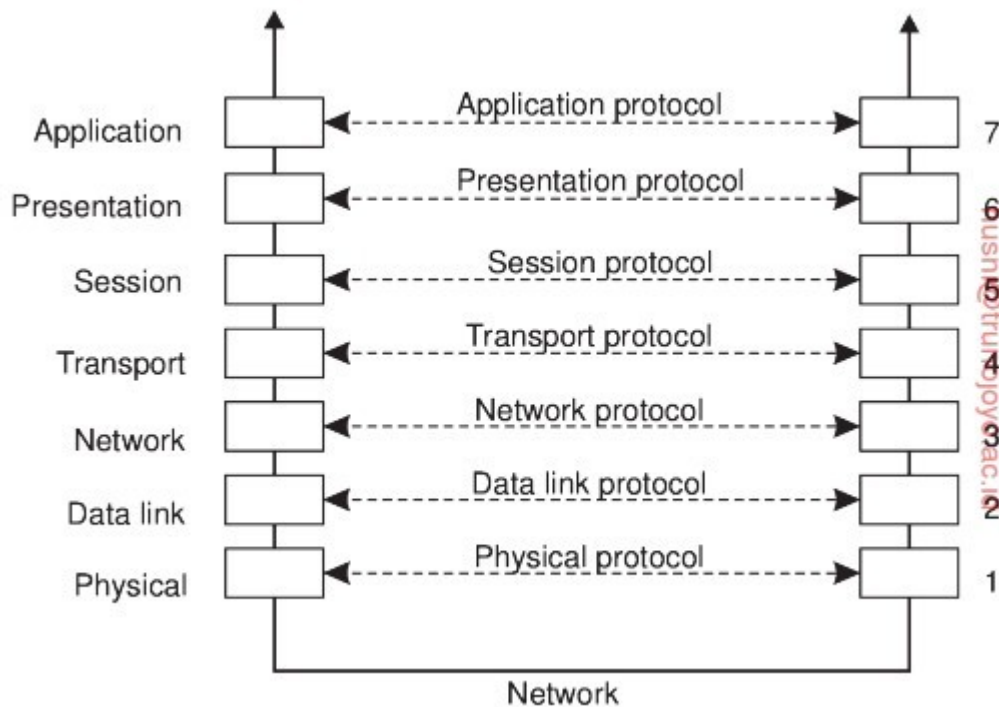 Application protocol
Application
7
Presentation protocol
Presentation
6
Session protocol
Session
5
Transport protocol
Transport
4
Network protocol
Network
3
Data link protocol
Data link
2
Physical protocol
Physical
1
Network